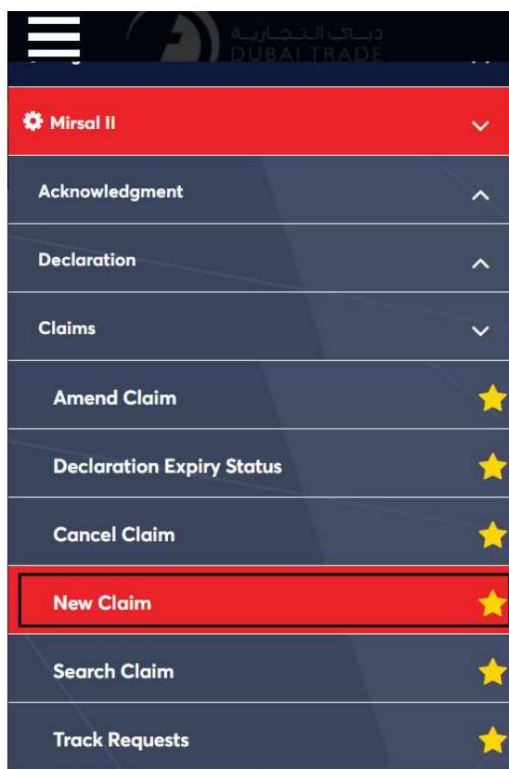 دبي التجارية
DUBAI TRADE
Mirsal II
Acknowledgment
Declaration
Claims
Amend Claim
Declaration Expiry Status
Cancel Claim
New Claim
Search Claim
Track Requests